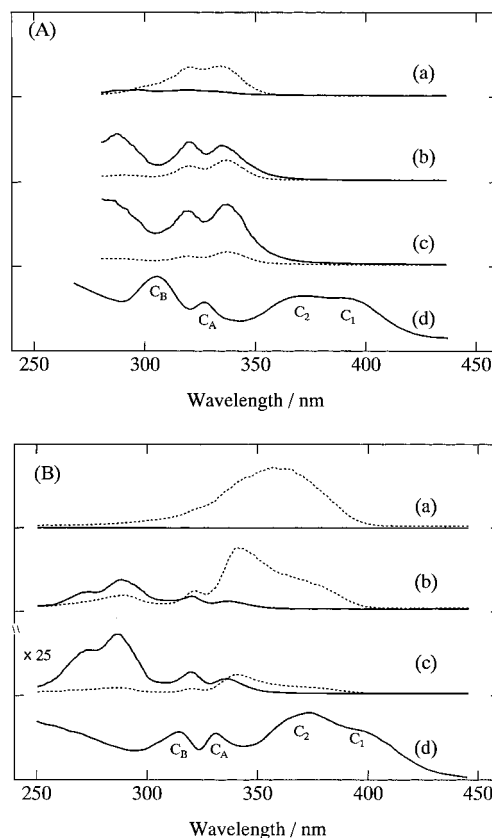 (A)
(a)
(b)
(c)
C_B
C_A
C_2
C_1
(d)
250 300 350 400 450
Wavelength / nm
(B)
(a)
(b)
x 25
(c)
C_B
C_A
C_2
C_1
(d)
250 300 350 400 450
Wavelength / nm